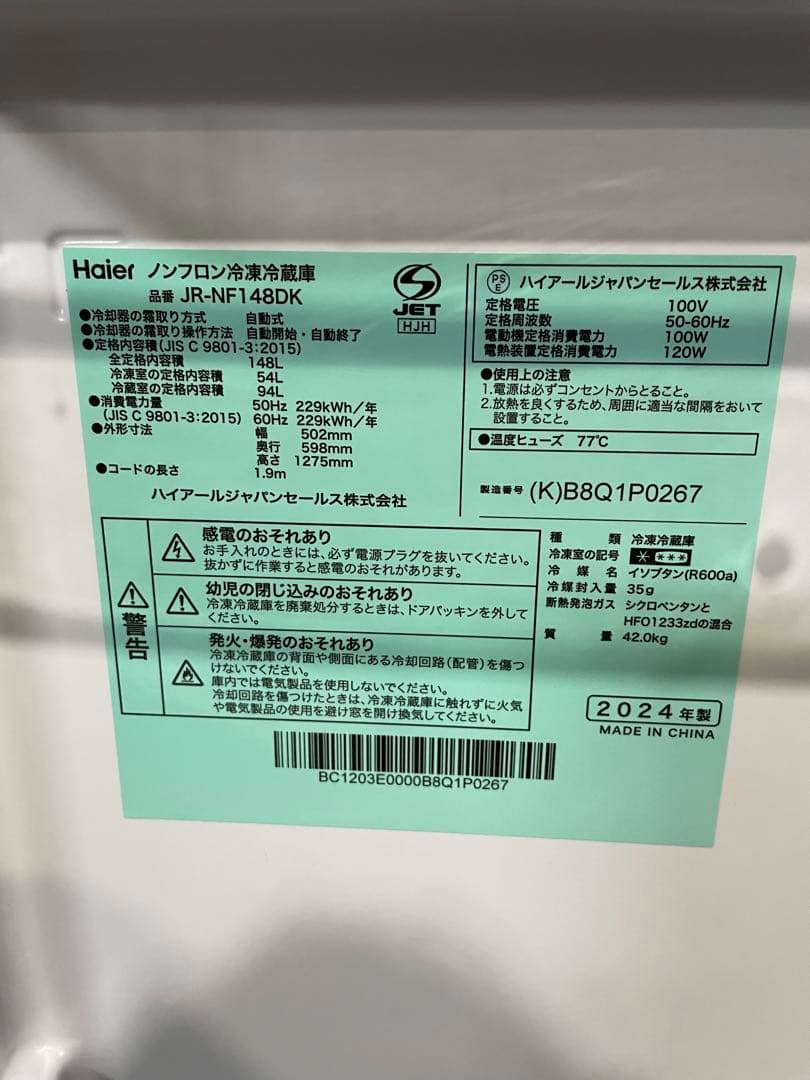 Haier ノンフロン冷凍冷蔵庫
品番 JR-NF148DK
●冷却器の霜取り方式 自動式
●冷却器の霜取り操作方法 自動開始・自動終了
●定格内容積(JIS C 9801-3:2015)
全定格内容積 148L
冷凍室の定格内容積 54L
冷蔵室の定格内容積 94L
●消費電力量 50Hz 229kWh/年
(JIS C 9801-3:2015) 60Hz 229kWh/年
●外形寸法 幅 502mm
奥行 598mm
高さ 1275mm
●コードの長さ 1.9m
ハイアールジャパンセールス株式会社
S
JET
HJH
PS
E
ハイアールジャパンセールス株式会社
定格電圧 100V
定格周波数 50-60Hz
電動機定格消費電力 100W
電熱装置定格消費電力 120W
●使用上の注意
1.電源は必ずコンセントからとること。
2.放熱を良くするため、周囲に適当な間隔をおいて
設置すること。
●温度ヒューズ 77℃
製造番号 (K)B8Q1P0267
警告
感電のおそれあり
お手入れのときには、必ず電源プラグを抜いてください。
抜かずに作業すると感電のおそれがあります。
幼児の閉じ込みのおそれあり
冷凍冷蔵庫を廃棄処分するときは、ドアパッキンを外して
ください。
発火・爆発のおそれあり
冷凍冷蔵庫の背面や側面にある冷却回路(配管)を傷つ
けないでください。
庫内では電気製品を使用しないでください。
冷却回路を傷つけたときは、冷凍冷蔵庫に触れずに火気
や電気製品の使用を避け窓を開け換気してください。
種類 冷凍冷蔵庫
冷凍室の記号 * ***
冷媒名 イソブタン(R600a)
冷媒封入量 35g
断熱発泡ガス シクロペンタンと
HFO1233zdの混合
質量 42.0kg
2024年製
MADE IN CHINA
BC1203E0000B8Q1P0267